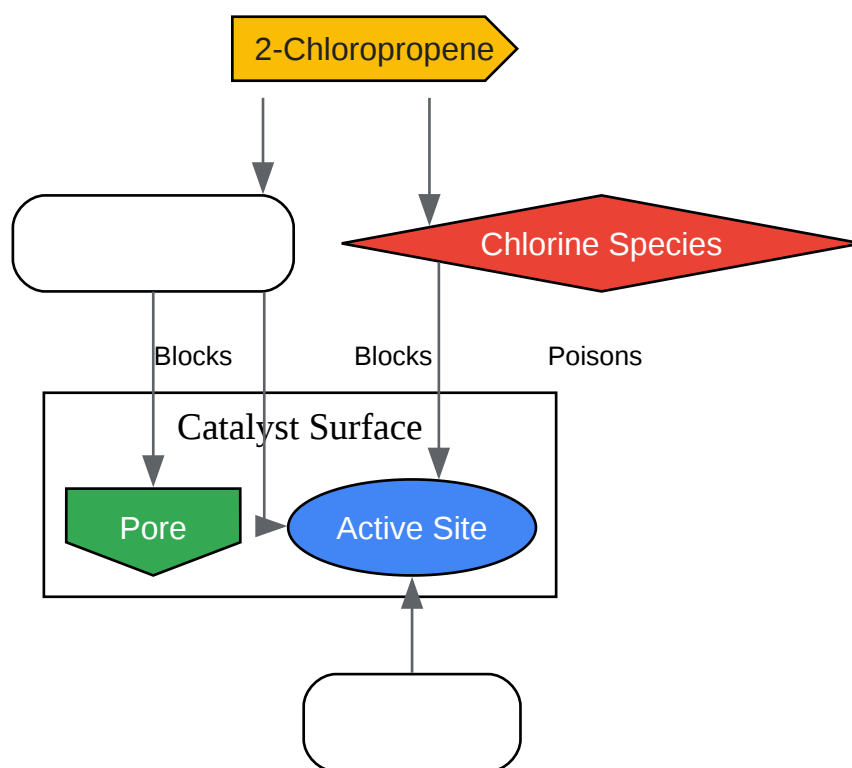 2-Chloropropene
Chlorine Species
Blocks
Blocks
Poisons
Catalyst Surface
Pore
Active Site